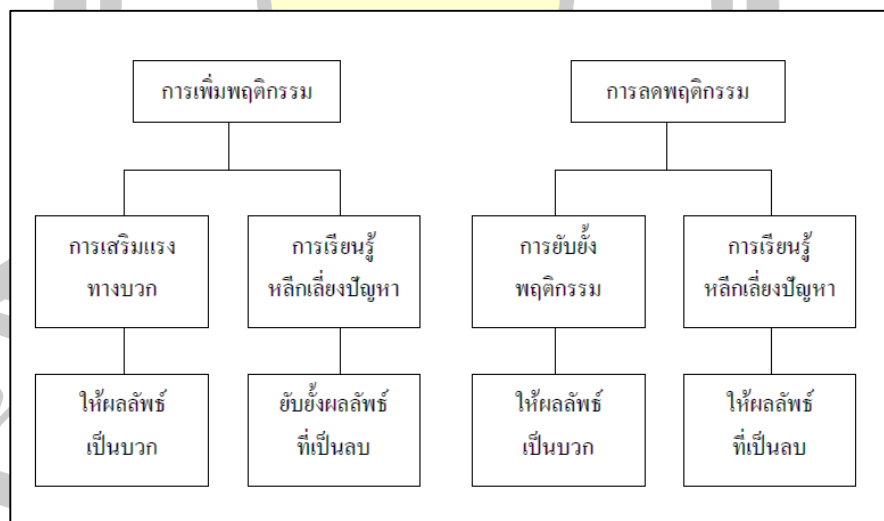 การเพิ่มพฤติกรรม
การลดพฤติกรรม
การเสริมแรง
ทางบวก
การเรียนรู้
หลีกเลี่ยงปัญหา
การยับยั้ง
พฤติกรรม
การเรียนรู้
หลีกเลี่ยงปัญหา
ให้ผลลัพธ์
เป็นบวก
ยับยั้งผลลัพธ์
ที่เป็นลบ
ให้ผลลัพธ์
เป็นบวก
ให้ผลลัพธ์
ที่เป็นลบ